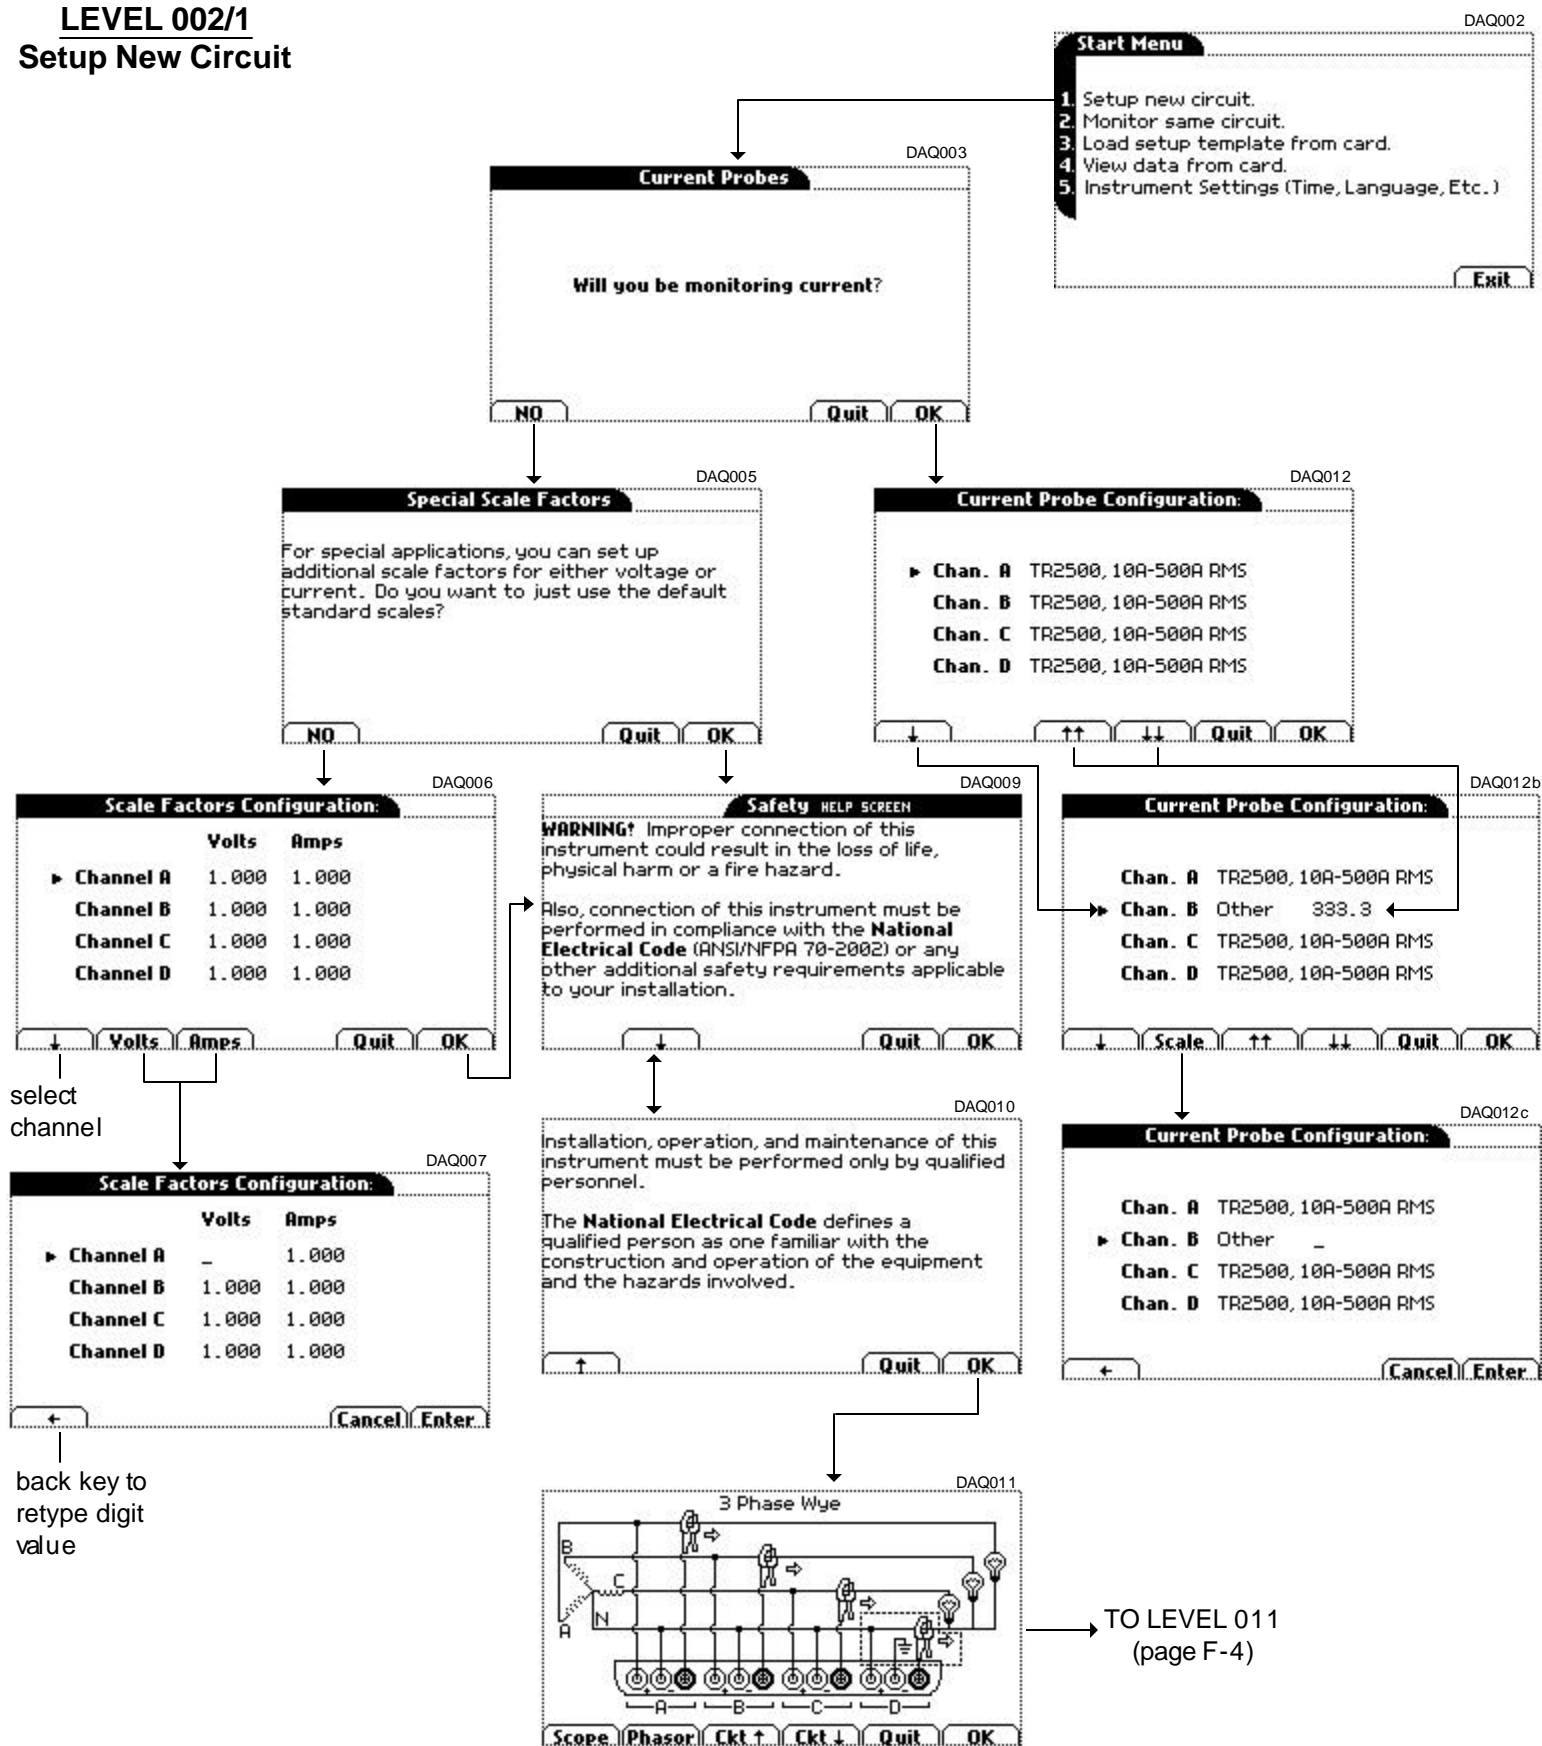 LEVEL 002/1
Setup New Circuit
DAQ002
Start Menu
1. Setup new circuit.
2. Monitor same circuit.
3. Load setup template from card.
4. View data from card.
5. Instrument Settings (Time, Language, Etc.)
Exit
DAQ003
Current Probes
Will you be monitoring current?
NO Quit OK
DAQ005
Special Scale Factors
For special applications, you can set up
additional scale factors for either voltage or
current. Do you want to just use the default
standard scales?
NO Quit OK
DAQ012
Current Probe Configuration:
▶ Chan. A TR2500, 10A-500A RMS
Chan. B TR2500, 10A-500A RMS
Chan. C TR2500, 10A-500A RMS
Chan. D TR2500, 10A-500A RMS
↓ ↑↑ ↓↓ Quit OK
DAQ006
Scale Factors Configuration:
Volts Amps
▶ Channel A 1.000 1.000
Channel B 1.000 1.000
Channel C 1.000 1.000
Channel D 1.000 1.000
↓ Volts Amps Quit OK
select
channel
DAQ009
Safety HELP SCREEN
WARNING! Improper connection of this
instrument could result in the loss of life,
physical harm or a fire hazard.
Also, connection of this instrument must be
performed in compliance with the National
Electrical Code (ANSI/NFPA 70-2002) or any
other additional safety requirements applicable
to your installation.
↓ Quit OK
DAQ012b
Current Probe Configuration:
Chan. A TR2500, 10A-500A RMS
▶ Chan. B Other 333.3
Chan. C TR2500, 10A-500A RMS
Chan. D TR2500, 10A-500A RMS
↓ Scale ↑↑ ↓↓ Quit OK
DAQ007
Scale Factors Configuration:
Volts Amps
▶ Channel A _ 1.000
Channel B 1.000 1.000
Channel C 1.000 1.000
Channel D 1.000 1.000
← Cancel Enter
back key to
retype digit
value
DAQ010
Installation, operation, and maintenance of this
instrument must be performed only by qualified
personnel.
The National Electrical Code defines a
qualified person as one familiar with the
construction and operation of the equipment
and the hazards involved.
↑ Quit OK
DAQ012c
Current Probe Configuration:
Chan. A TR2500, 10A-500A RMS
▶ Chan. B Other _
Chan. C TR2500, 10A-500A RMS
Chan. D TR2500, 10A-500A RMS
← Cancel Enter
DAQ011
3 Phase Wye
B
C
N
A
+ - + - + - + -
A B C D
Scope Phasor Ckt ↑ Ckt ↓ Quit OK
TO LEVEL 011
(page F-4)